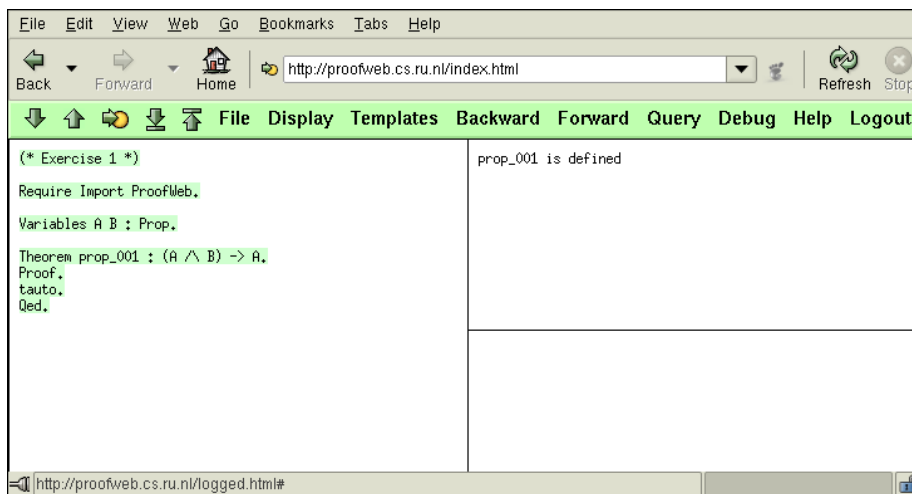 File Edit View Web Go Bookmarks Tabs Help
Back Forward Home http://proofweb.cs.ru.nl/index.html Refresh Stop
File Display Templates Backward Forward Query Debug Help Logout
(* Exercise 1 *)
Require Import ProofWeb.
Variables A B : Prop.
Theorem prop_001 : (A /\ B) -> A.
Proof.
tauto.
Qed.
prop_001 is defined
http://proofweb.cs.ru.nl/logged.html#